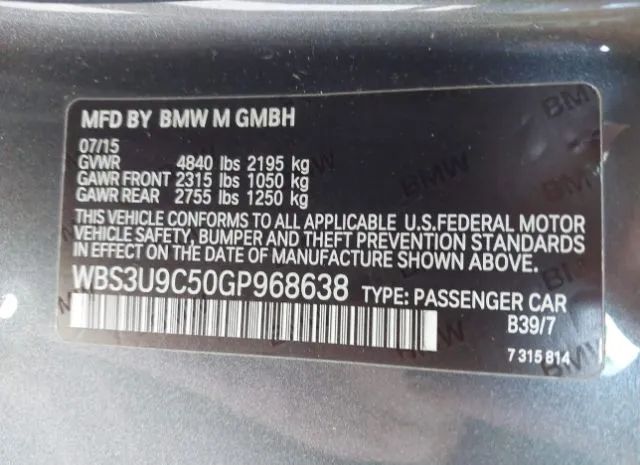 MFD BY BMW M GMBH
07/15
GVWR 4840 lbs 2195 kg
GAWR FRONT 2315 lbs 1050 kg
GAWR REAR 2755 lbs 1250 kg
THIS VEHICLE CONFORMS TO ALL APPLICABLE U.S.FEDERAL MOTOR
VEHICLE SAFETY, BUMPER AND THEFT PREVENTION STANDARDS
IN EFFECT ON THE DATE OF MANUFACTURE SHOWN ABOVE.
WBS3U9C50GP968638 TYPE: PASSENGER CAR
B39/7
7 315 814